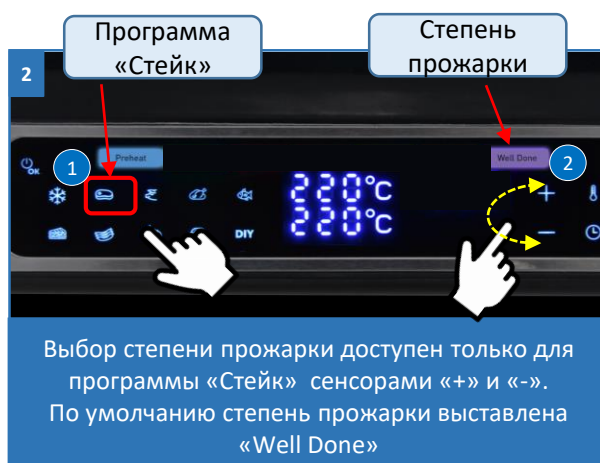 Программа
«Стейк»
Степень
прожарки
2
OK
1
Preheat
Well Done
2
220°C
220°C
DIY
Выбор степени прожарки доступен только для
программы «Стейк» сенсорами «+» и «-».
По умолчанию степень прожарки выставлена
«Well Done»